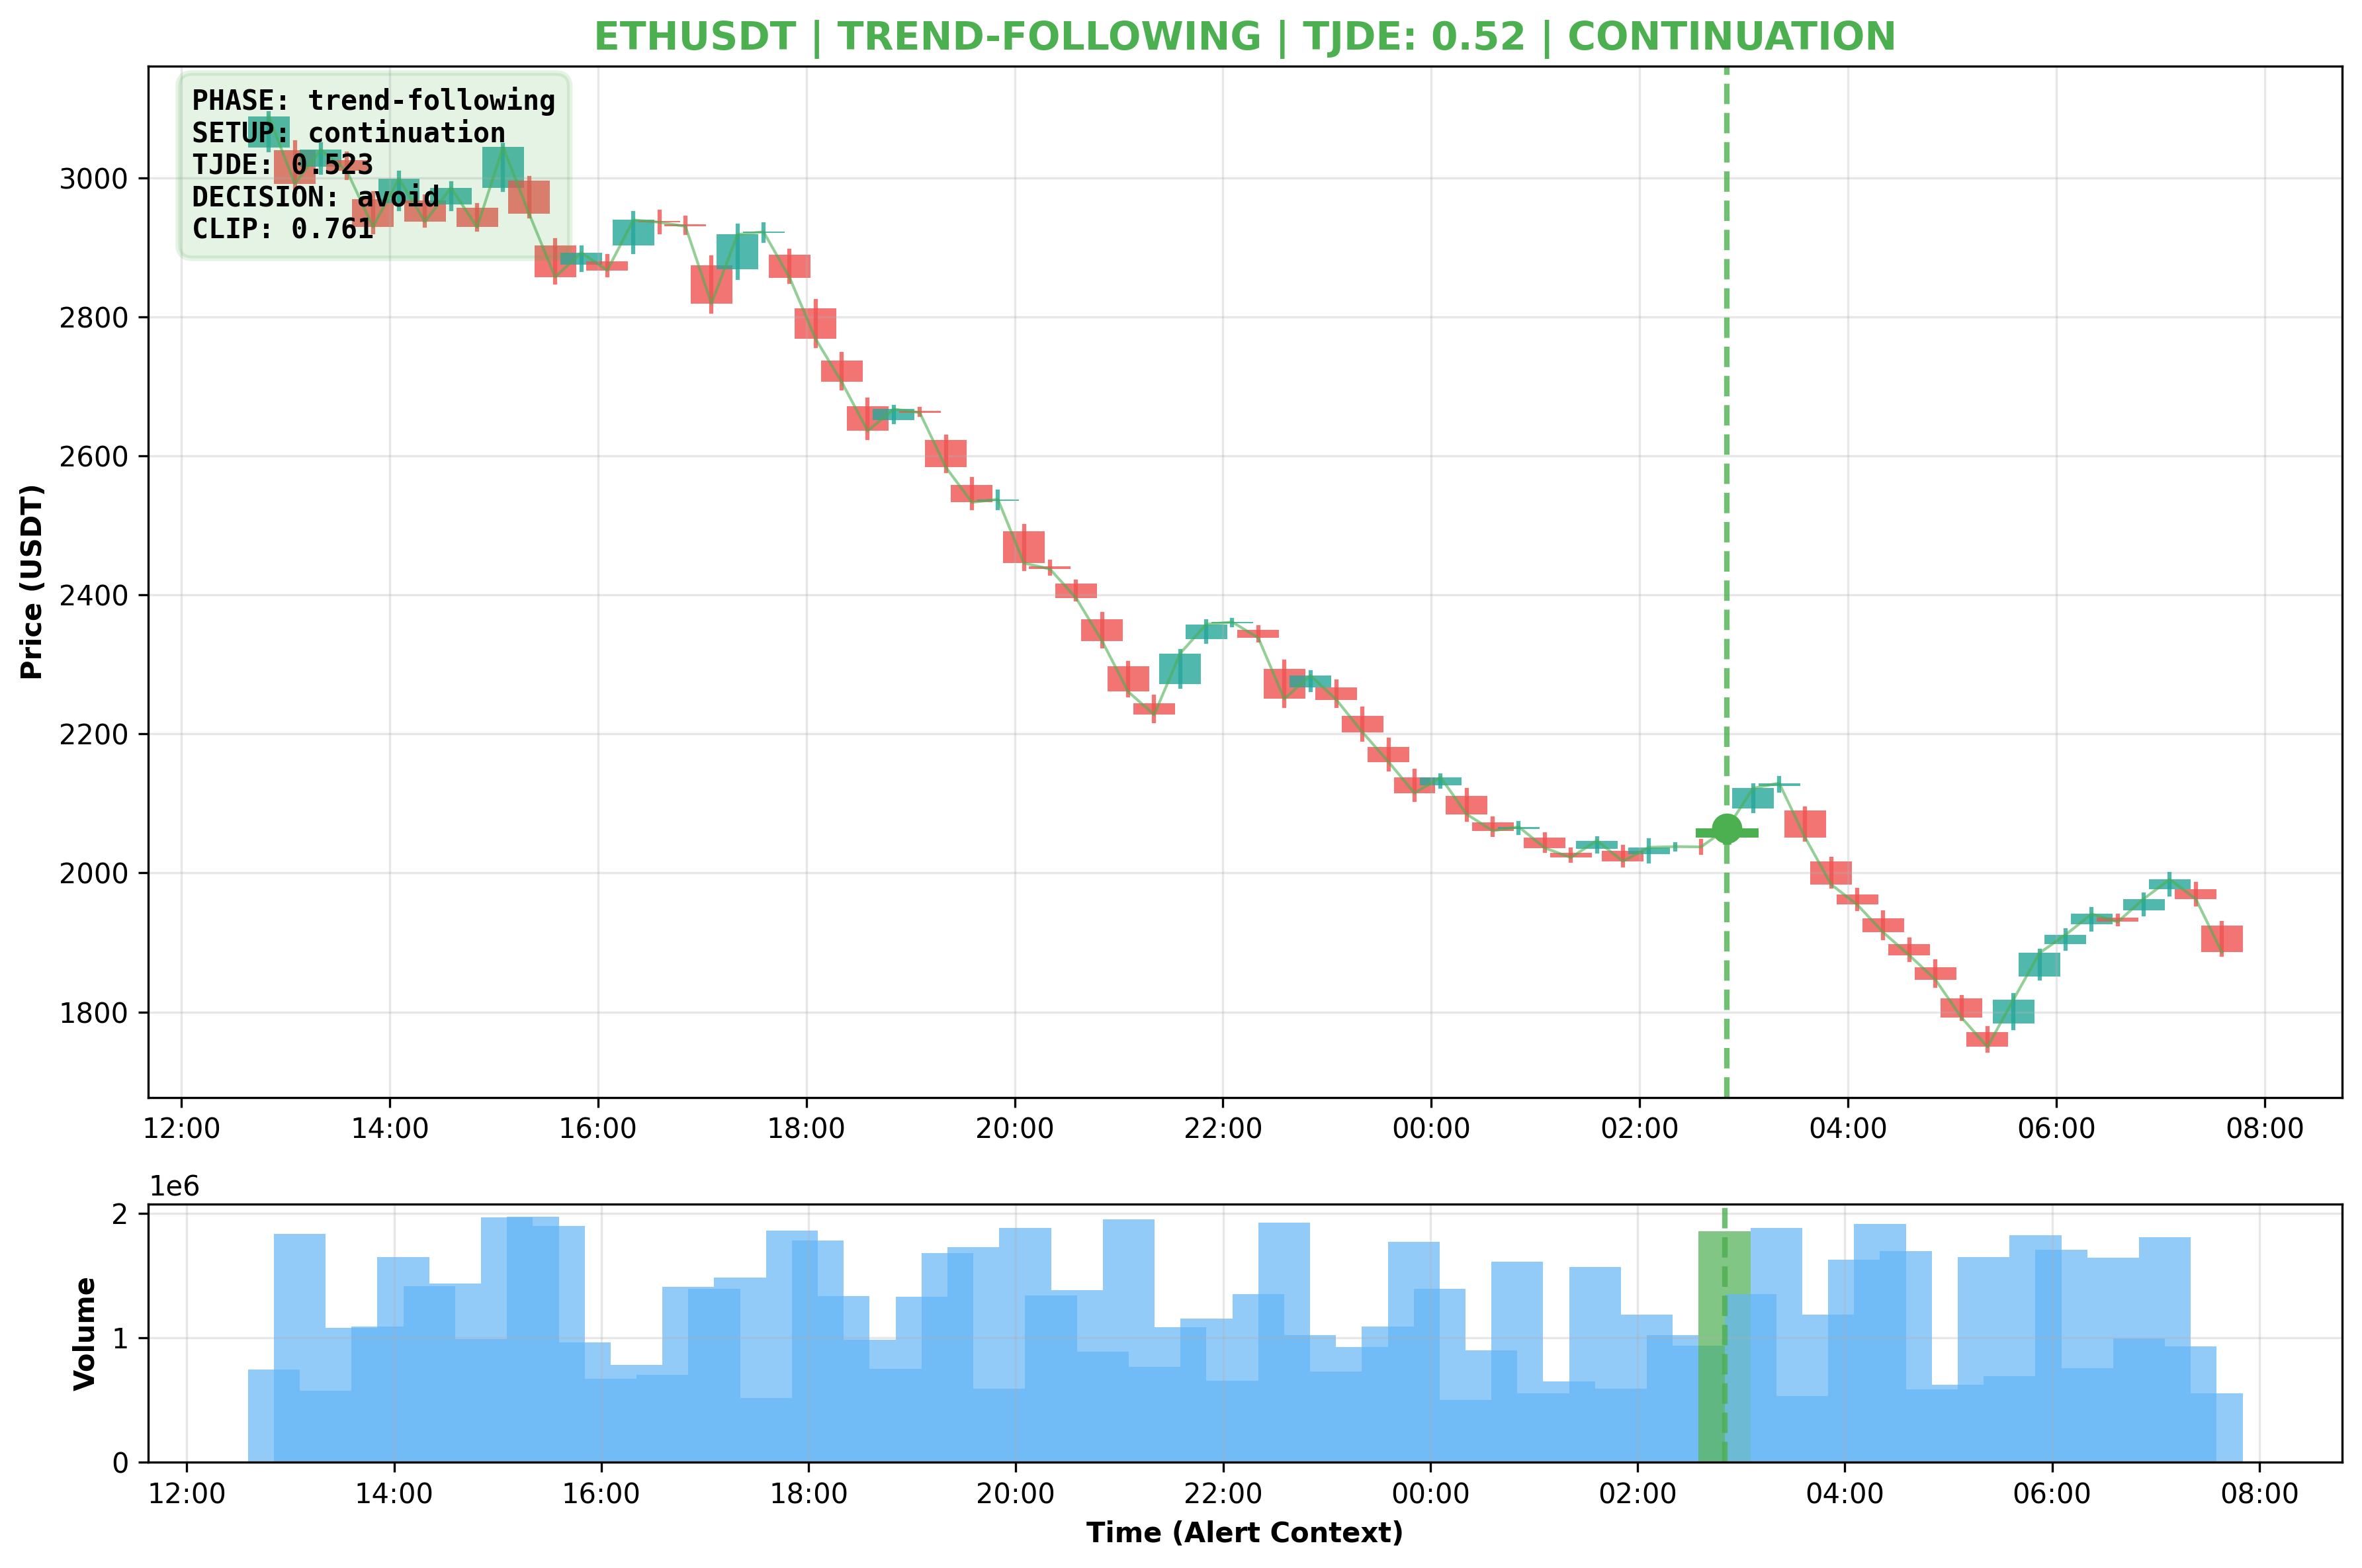 ETHUSDT | TREND-FOLLOWING | TJDE: 0.52 | CONTINUATION
PHASE: trend-following
SETUP: continuation
TJDE: 0.523
DECISION: avoid
CLIP: 0.761
Price (USDT)
3000
2800
2600
2400
2200
2000
1800
12:00 14:00 16:00 18:00 20:00 22:00 00:00 02:00 04:00 06:00 08:00
1e6
Volume
2
1
0
12:00 14:00 16:00 18:00 20:00 22:00 00:00 02:00 04:00 06:00 08:00
Time (Alert Context)